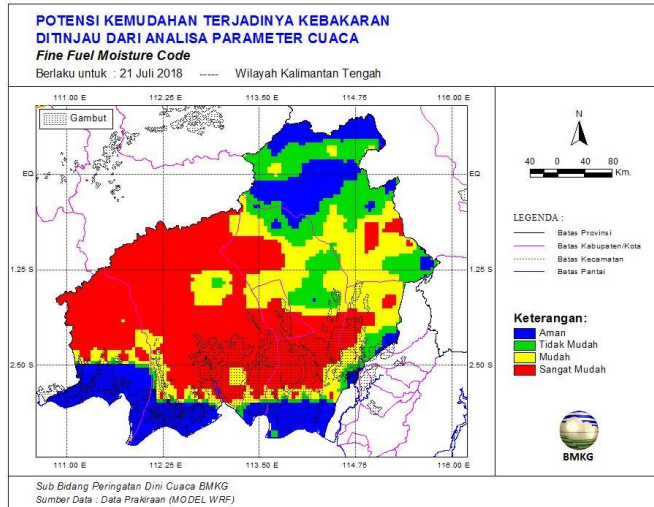 POTENSI KEMUDAHAN TERJADINYA KEBAKARAN
DITINJAU DARI ANALISA PARAMETER CUACA
Fine Fuel Moisture Code
Berlaku untuk : 21 Juli 2018 ----- Wilayah Kalimantan Tengah
111.00 E 112.25 E 113.50 E 114.75 E 116.00 E
Gambut
N
40 0 40 80
Km.
EQ EQ
LEGENDA :
Batas Provinsi
Batas Kabupaten/Kota
Batas Kecamatan
Batas Pantai
1.25 S 1.25 S
Keterangan:
Aman
Tidak Mudah
Mudah
Sangat Mudah
2.50 S 2.50 S
BMKG
111.00 E 112.25 E 113.50 E 114.75 E 116.00 E
Sub Bidang Peringatan Dini Cuaca BMKG
Sumber Data : Data Prakiraan (MODEL WRF)